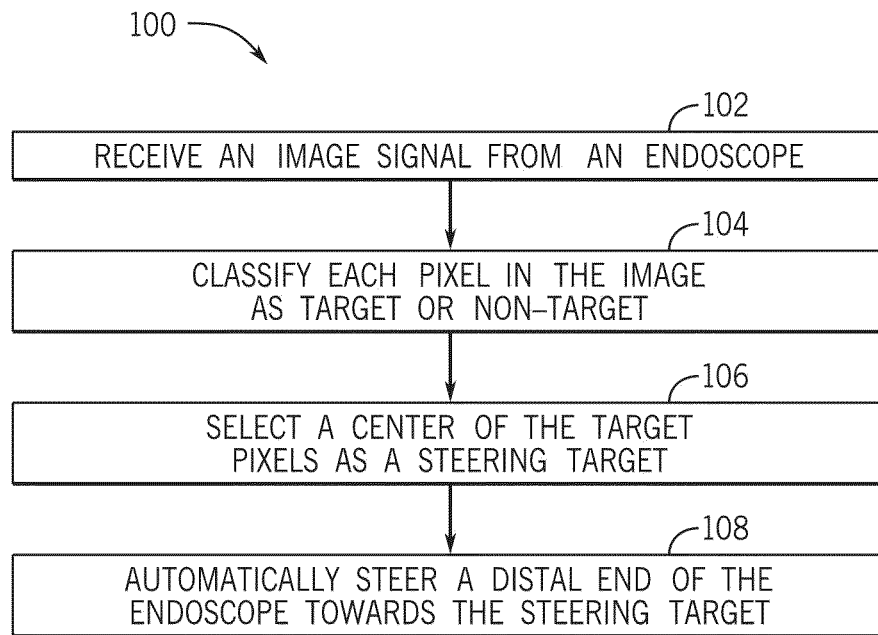 100
102
RECEIVE AN IMAGE SIGNAL FROM AN ENDOSCOPE
104
CLASSIFY EACH PIXEL IN THE IMAGE
AS TARGET OR NON–TARGET
106
SELECT A CENTER OF THE TARGET
PIXELS AS A STEERING TARGET
108
AUTOMATICALLY STEER A DISTAL END OF THE
ENDOSCOPE TOWARDS THE STEERING TARGET